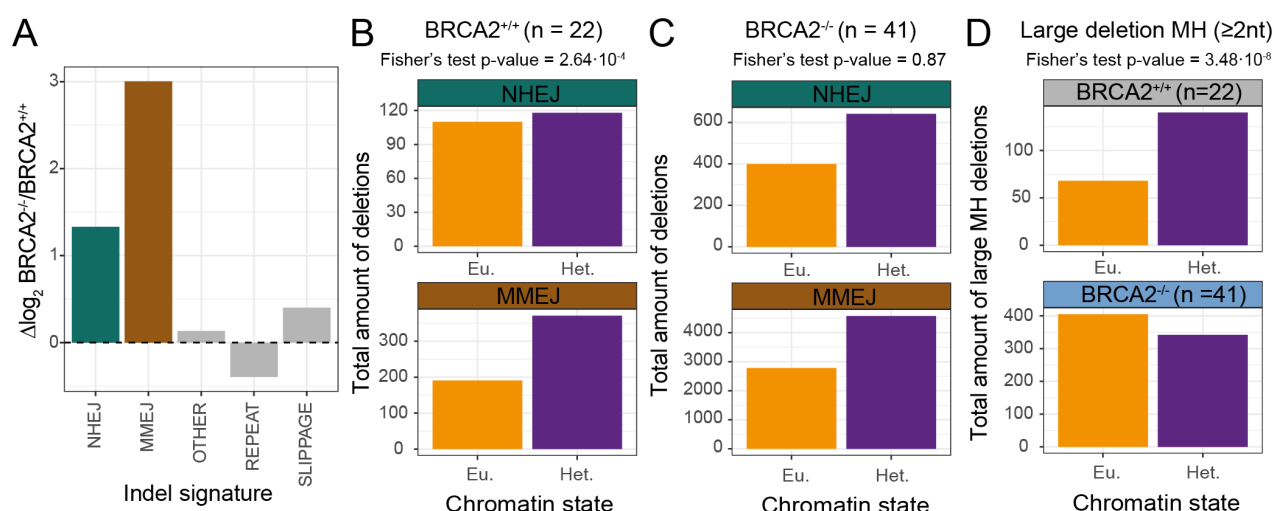 A
Δlog2 BRCA2-/-/BRCA2+/+
3
2
1
0
NHEJ
MMEJ
OTHER
REPEAT
SLIPPAGE
Indel signature
B
BRCA2+/+ (n = 22)
Fisher's test p-value = 2.64·10-4
Total amount of deletions
NHEJ
120
90
60
30
0
Eu.
Het.
MMEJ
300
200
100
0
Eu.
Het.
Chromatin state
C
BRCA2-/- (n = 41)
Fisher's test p-value = 0.87
Total amount of deletions
NHEJ
600
400
200
0
Eu.
Het.
MMEJ
4000
3000
2000
1000
0
Eu.
Het.
Chromatin state
D
Large deletion MH (≥2nt)
Fisher's test p-value = 3.48·10-8
Total amount of large MH deletions
BRCA2+/+ (n=22)
100
50
0
Eu.
Het.
BRCA2-/- (n =41)
400
300
200
100
0
Eu.
Het.
Chromatin state